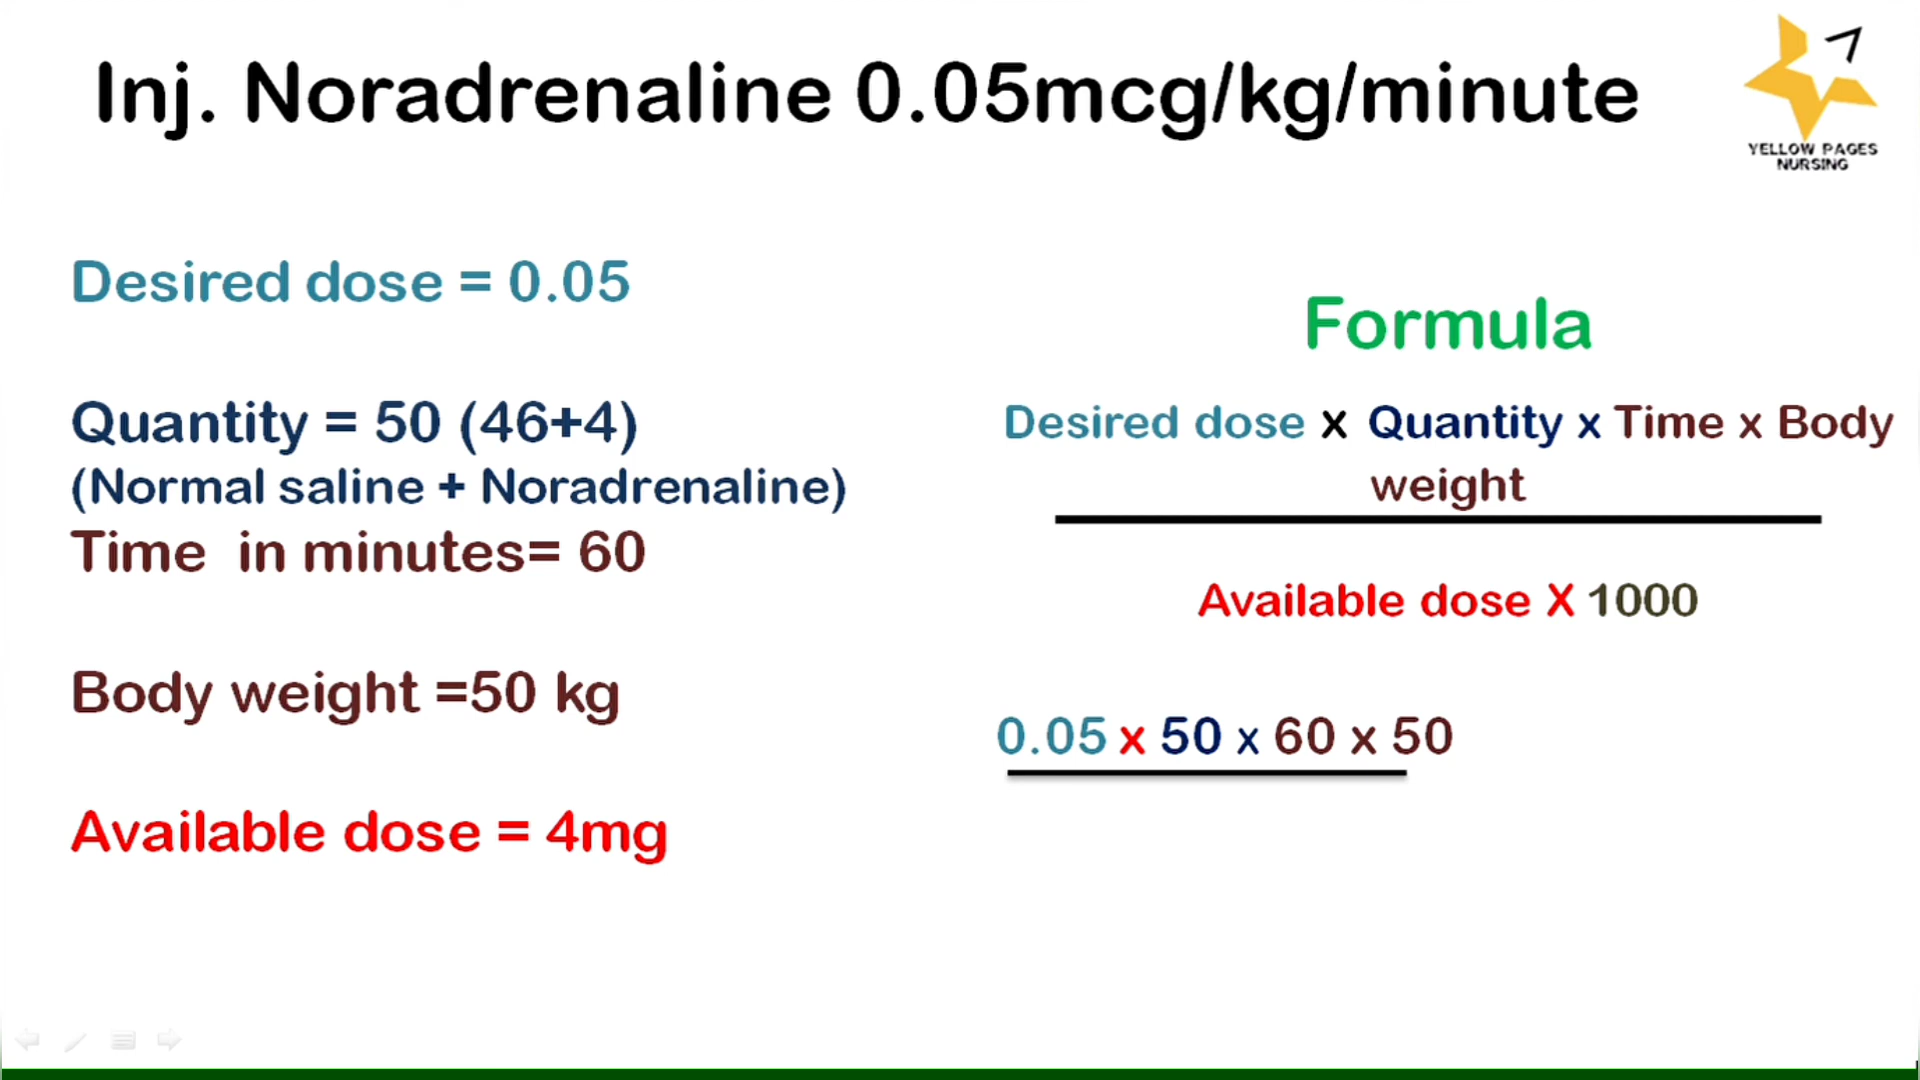 Inj. Noradrenaline 0.05mcg/kg/minute
YELLOW PAGES
NURSING
Desired dose = 0.05
Quantity = 50 (46+4)
(Normal saline + Noradrenaline)
Time in minutes= 60
Body weight =50 kg
Available dose = 4mg
Formula
Desired dose x Quantity x Time x Body
weight
Available dose X 1000
0.05 x 50 x 60 x 50